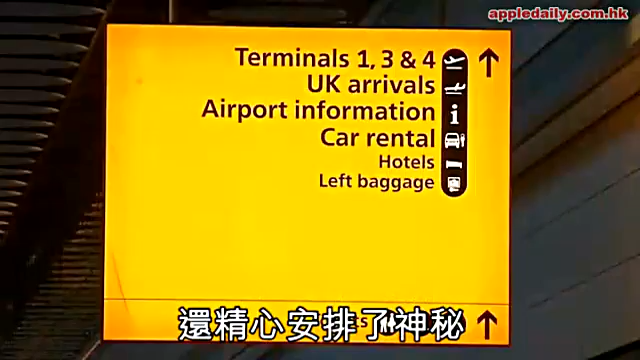 appledaily.com.hk
Terminals 1, 3 & 4
UK arrivals
Airport information
Car rental
Hotels
Left baggage
還精心安排了神秘